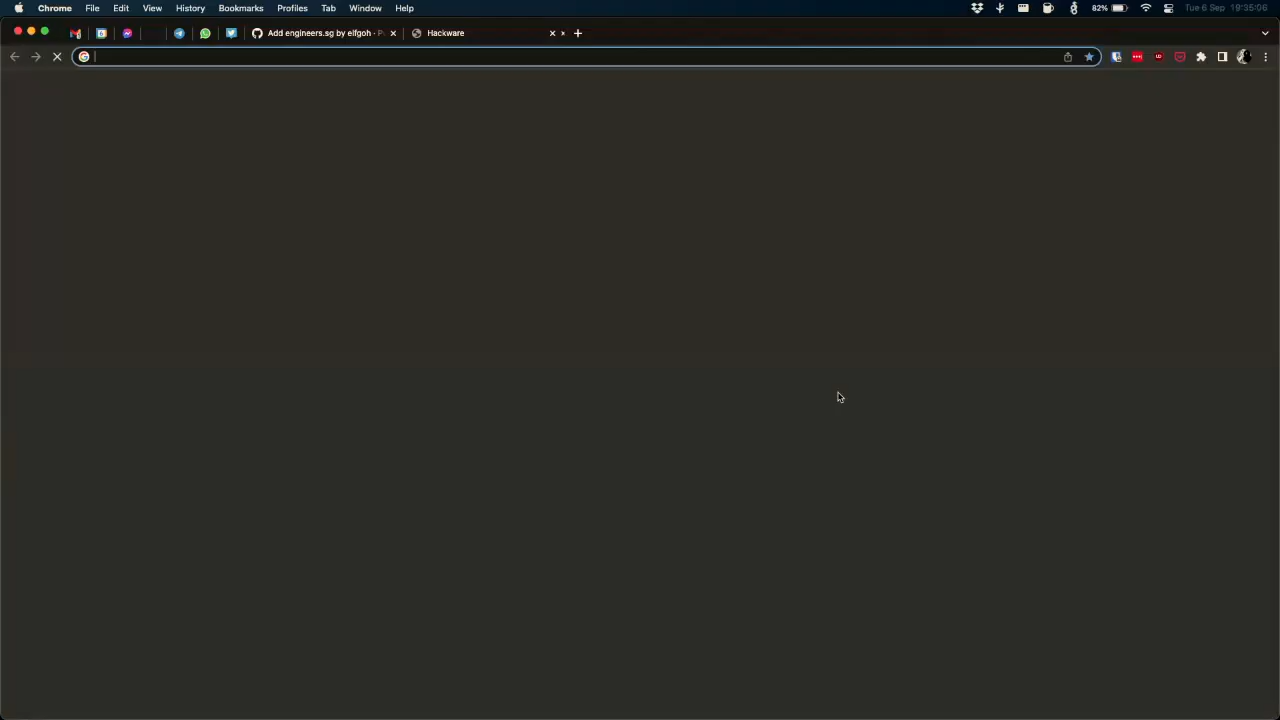 Chrome File Edit View History Bookmarks Profiles Tab Window Help 82% Tue 6 Sep 19:35:06
Add engineers.sg by elfgoh · P Hackware